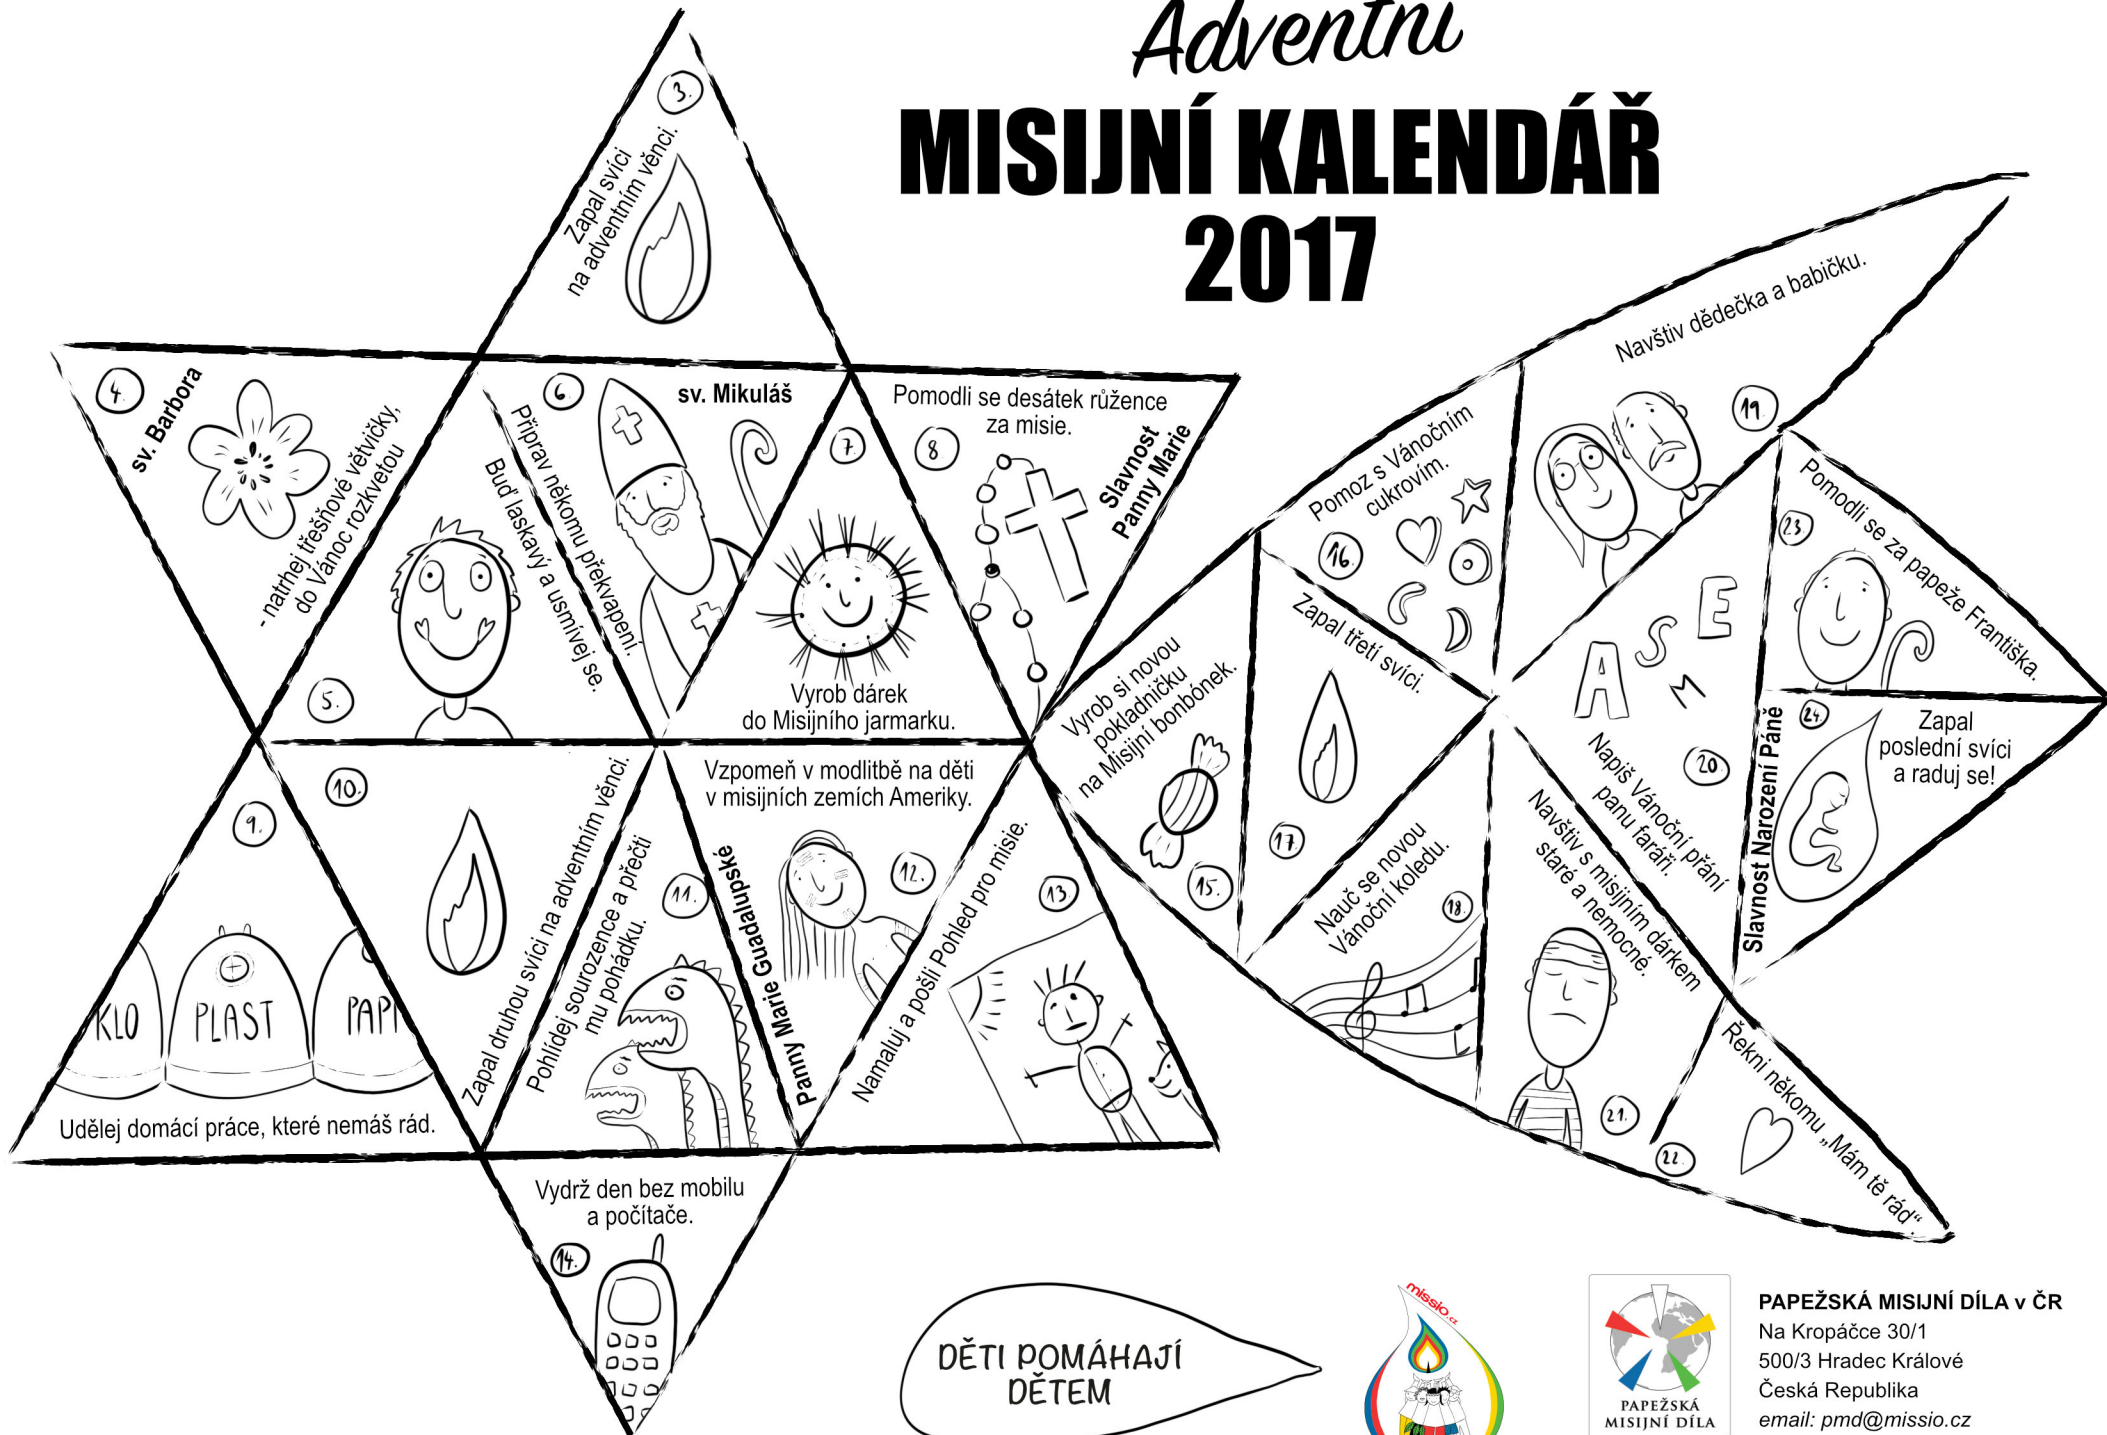 Adventní
MISIJNÍ KALENDÁŘ
2017
3.
Zapal svíci
na adventním věnci.
4.
sv. Barbora
- natrhej třešňové větvičky,
do Vánoc rozkvetou
5.
Buď laskavý a usmívej se.
6.
sv. Mikuláš
Připrav někomu překvapení.
7.
Vyrob dárek
do Misijního jarmarku.
Pomodli se desátek růžence
za misie.
8
Slavnost
Panny Marie
9.
KLO
PLAST
PAPI
Udělej domácí práce, které nemáš rád.
10.
Zapal druhou svíci na adventním věnci.
Pohlídej sourozence a přečti
mu pohádku.
11.
Vzpomeň v modlitbě na děti
v misijních zemích Ameriky.
12.
Panny Marie Guadalupské
Namaluj a pošli Pohled pro misie.
13
Vydrž den bez mobilu
a počítače.
14.
Vyrob si novou
pokladničku
na Misijní bonbónek.
15.
Pomoz s Vánočním
cukrovím.
16.
Zapal třetí svíci.
17.
Nauč se novou
Vánoční koledu.
18.
Navštiv dědečka a babičku.
19.
A S M E
Napiš Vánoční přání
panu faráři.
20.
Navštiv s misijním dárkem
staré a nemocné.
21.
Řekni někomu „Mám tě rád“.
22.
Pomodli se za papeže Františka.
23.
Slavnost Narození Páně
24.
Zapal
poslední svíci
a raduj se!
DĚTI POMÁHAJÍ
DĚTEM
missio.cz
PAPEŽSKÁ
MISIJNÍ DÍLA
PAPEŽSKÁ MISIJNÍ DÍLA v ČR
Na Kropáčce 30/1
500/3 Hradec Králové
Česká Republika
email: pmd@missio.cz